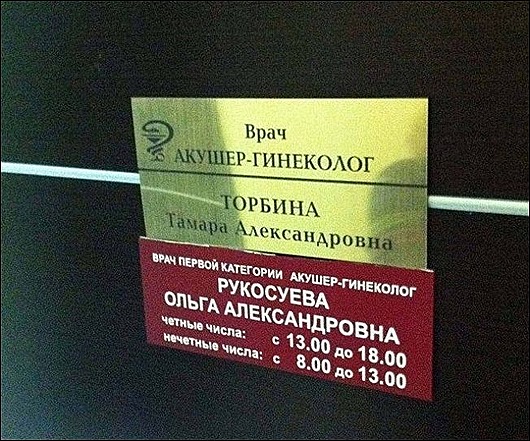 Врач
АКУШЕР-ГИНЕКОЛОГ
ТОРБИНА
Тамара Александровна
ВРАЧ ПЕРВОЙ КАТЕГОРИИ АКУШЕР-ГИНЕКОЛОГ
РУКОСУЕВА
ОЛЬГА АЛЕКСАНДРОВНА
четные числа: с 13.00 до 18.00
нечетные числа: с 8.00 до 13.00